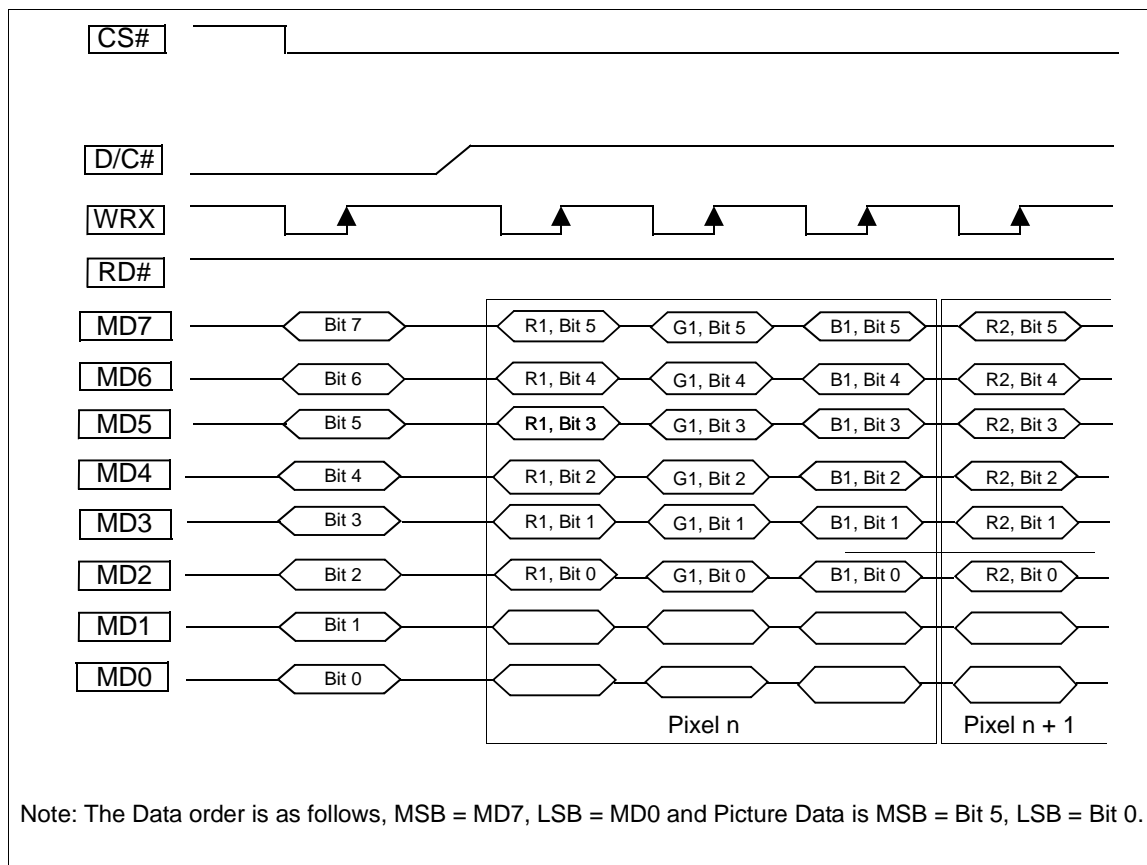 CS#
D/C#
WRX
RD#
MD7 Bit 7 R1, Bit 5 G1, Bit 5 B1, Bit 5 R2, Bit 5
MD6 Bit 6 R1, Bit 4 G1, Bit 4 B1, Bit 4 R2, Bit 4
MD5 Bit 5 R1, Bit 3 G1, Bit 3 B1, Bit 3 R2, Bit 3
MD4 Bit 4 R1, Bit 2 G1, Bit 2 B1, Bit 2 R2, Bit 2
MD3 Bit 3 R1, Bit 1 G1, Bit 1 B1, Bit 1 R2, Bit 1
MD2 Bit 2 R1, Bit 0 G1, Bit 0 B1, Bit 0 R2, Bit 0
MD1 Bit 1
MD0 Bit 0
Pixel n Pixel n + 1
Note: The Data order is as follows, MSB = MD7, LSB = MD0 and Picture Data is MSB = Bit 5, LSB = Bit 0.